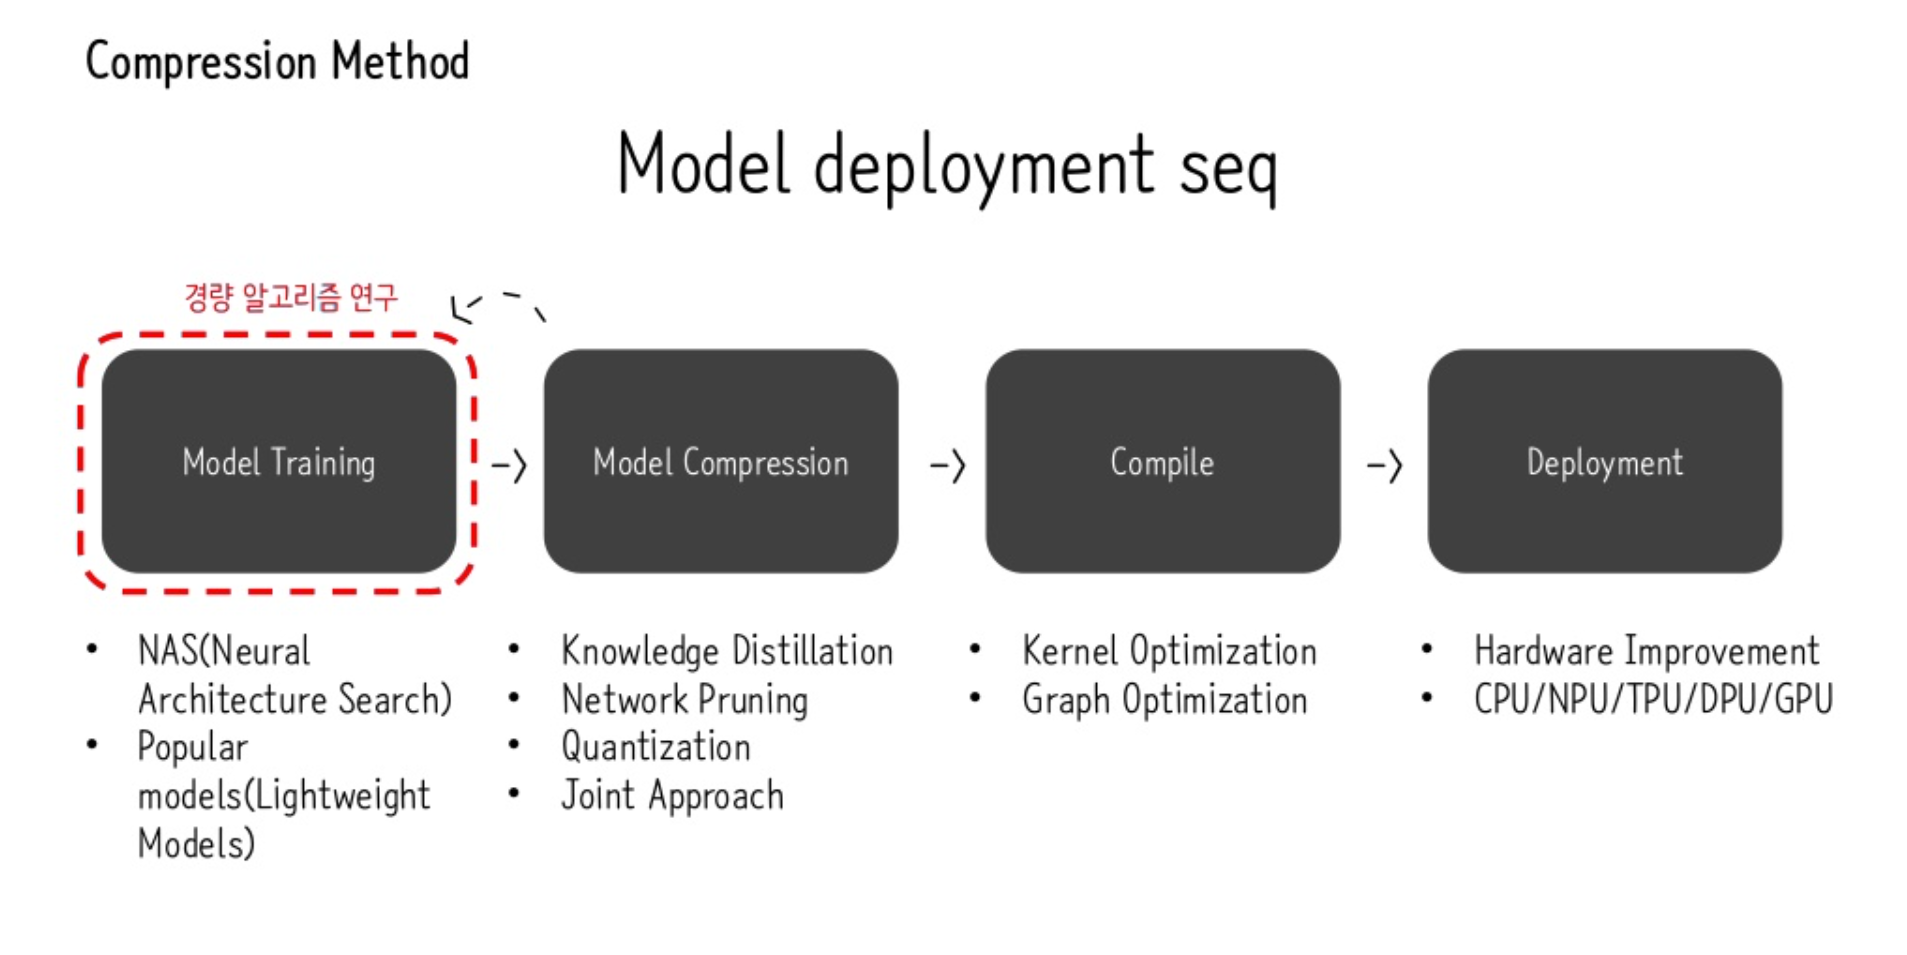 Compression Method
Model deployment seq
경량 알고리즘 연구
Model Training
->
Model Compression
->
Compile
->
Deployment
• NAS(Neural
Architecture Search)
• Popular
models(Lightweight
Models)
• Knowledge Distillation
• Network Pruning
• Quantization
• Joint Approach
• Kernel Optimization
• Graph Optimization
• Hardware Improvement
• CPU/NPU/TPU/DPU/GPU